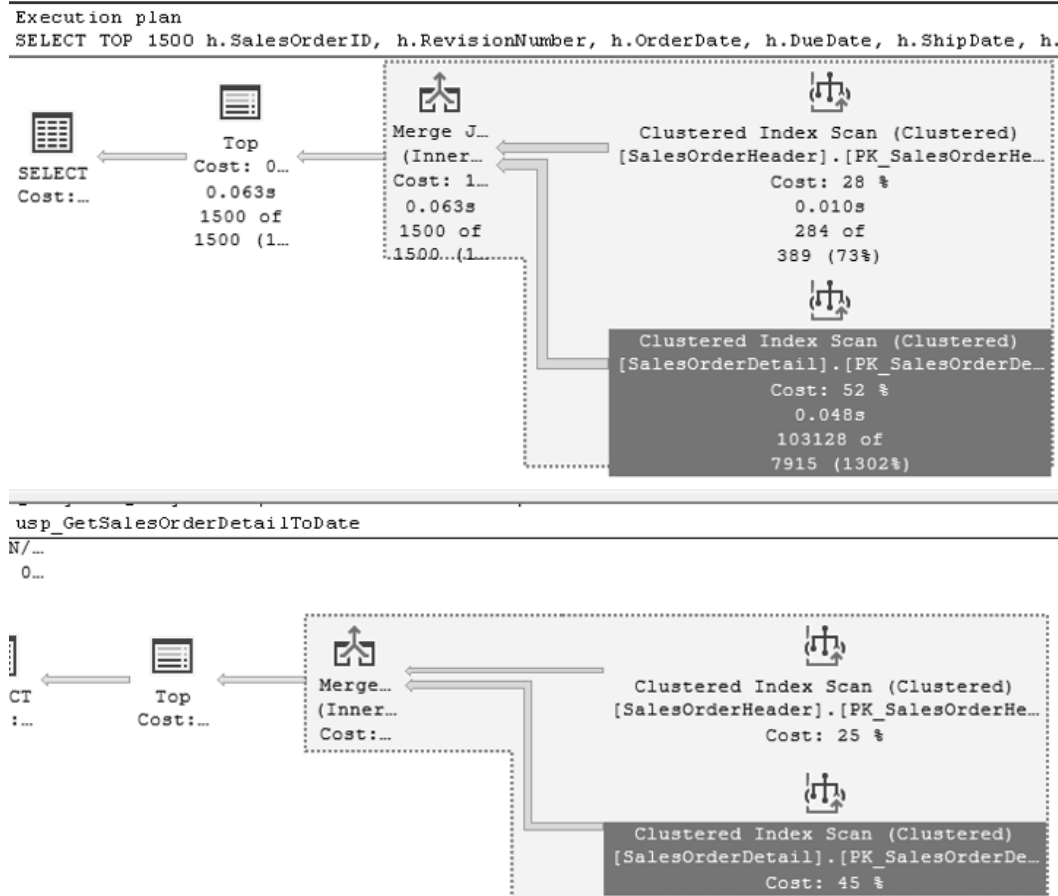 Execution plan
SELECT TOP 1500 h.SalesOrderID, h.RevisionNumber, h.OrderDate, h.DueDate, h.ShipDate, h.
SELECT
Cost:…
Top
Cost: 0…
0.063s
1500 of
1500 (1…
Merge J…
(Inner…
Cost: 1…
0.063s
1500 of
1500 (1…
Clustered Index Scan (Clustered)
[SalesOrderHeader].[PK_SalesOrderHe…
Cost: 28 %
0.010s
284 of
389 (73%)
Clustered Index Scan (Clustered)
[SalesOrderDetail].[PK_SalesOrderDe…
Cost: 52 %
0.048s
103128 of
7915 (1302%)
usp_GetSalesOrderDetailToDate
N/…
0…
CT
:…
Top
Cost:…
Merge…
(Inner…
Cost:…
Clustered Index Scan (Clustered)
[SalesOrderHeader].[PK_SalesOrderHe…
Cost: 25 %
Clustered Index Scan (Clustered)
[SalesOrderDetail].[PK_SalesOrderDe…
Cost: 45 %